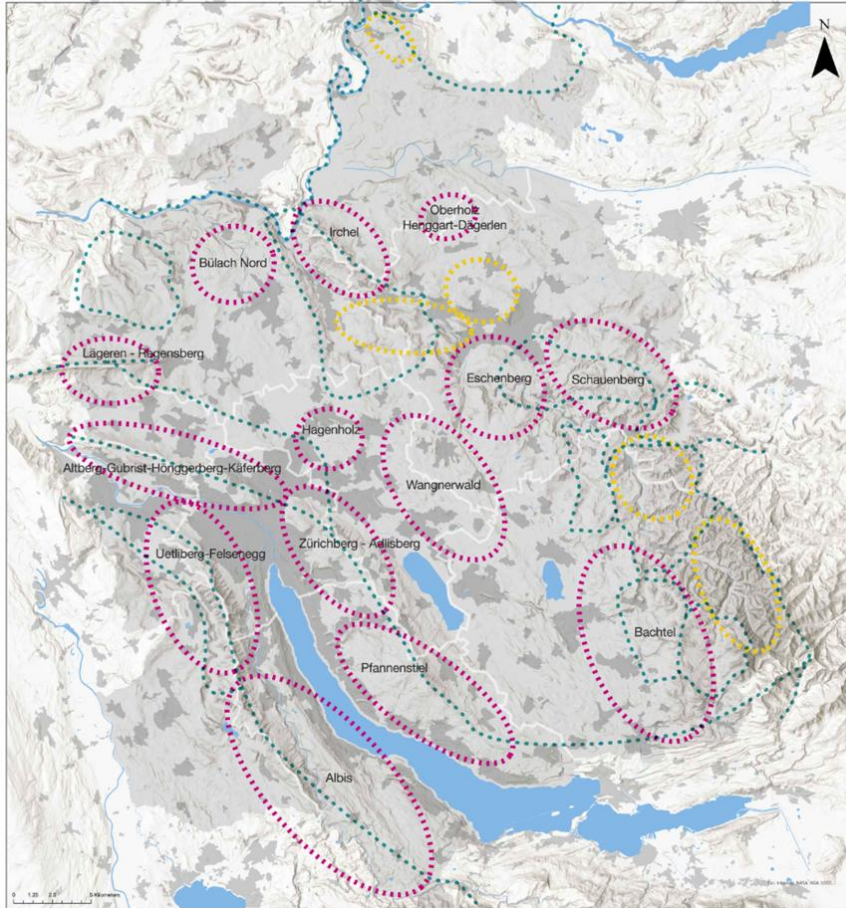 N
Oberholz
Henggart-Dägerlen
Irchel
Bülach Nord
Lägeren - Regensberg
Eschenberg
Schauenberg
Hagenholz
Altberg-Gubrist-Hönggerberg-Käferberg
Wangnerwald
Zürichberg - Adlisberg
Uetliberg-Felsenegg
Bachtel
Pfannenstiel
Albis
0 1.25 2.5 5 Kilometers